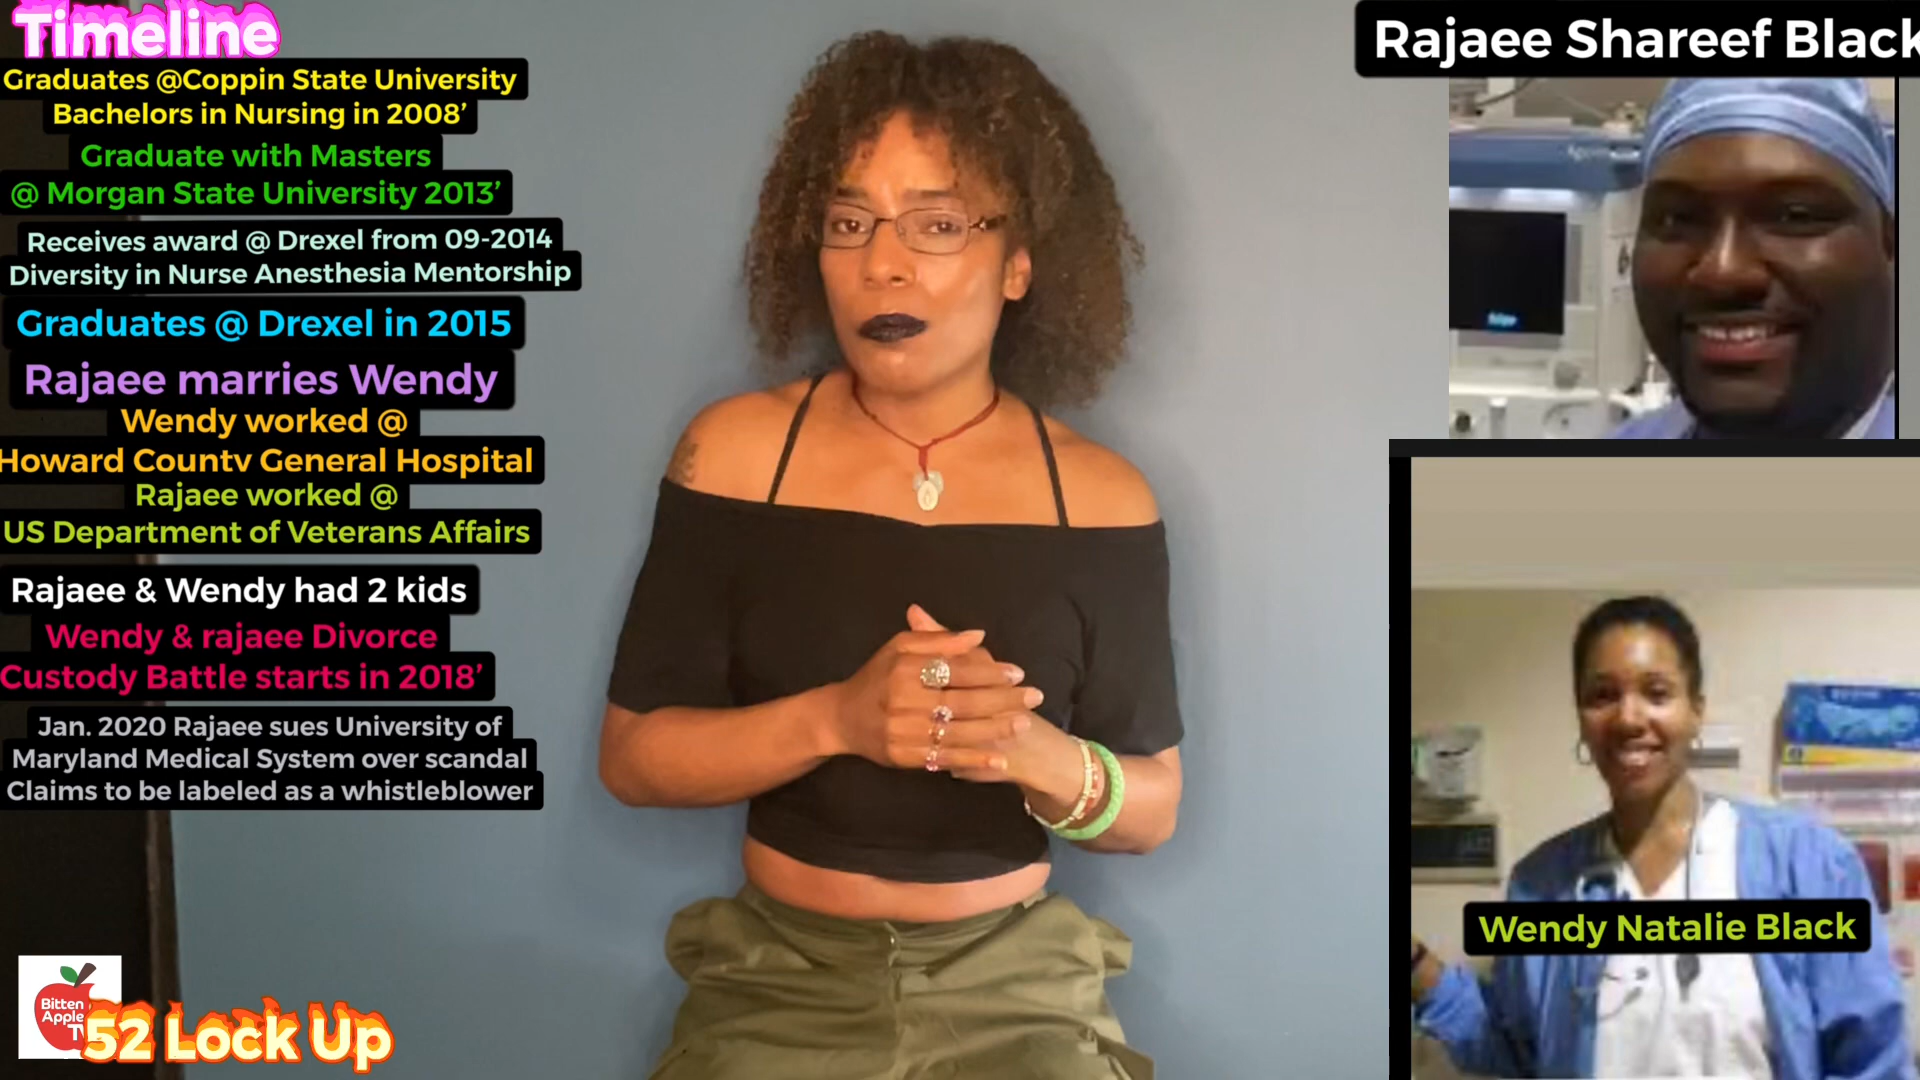 Timeline
Graduates @Coppin State University
Bachelors in Nursing in 2008’
Graduate with Masters
@ Morgan State University 2013’
Receives award @ Drexel from 09-2014
Diversity in Nurse Anesthesia Mentorship
Graduates @ Drexel in 2015
Rajaee marries Wendy
Wendy worked @
Howard County General Hospital
Rajaee worked @
US Department of Veterans Affairs
Rajaee & Wendy had 2 kids
Wendy & rajaee Divorce
Custody Battle starts in 2018’
Jan. 2020 Rajaee sues University of
Maryland Medical System over scandal
Claims to be labeled as a whistleblower
Bitten
Apple
TV
52 Lock Up
Rajaee Shareef Black
Wendy Natalie Black